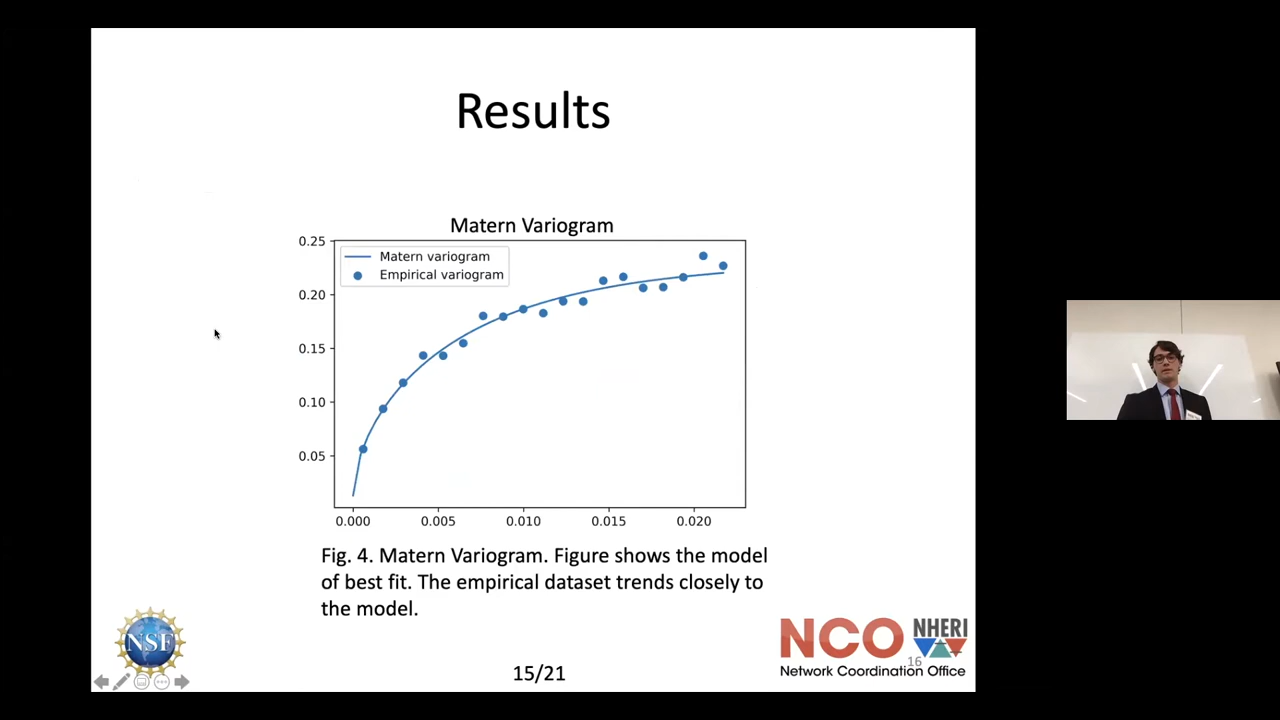 Results
Matern Variogram
0.25
0.20
0.15
0.10
0.05
Matern variogram
Empirical variogram
0.000 0.005 0.010 0.015 0.020
Fig. 4. Matern Variogram. Figure shows the model
of best fit. The empirical dataset trends closely to
the model.
NSF
15/21
NCO NHERI
16
Network Coordination Office